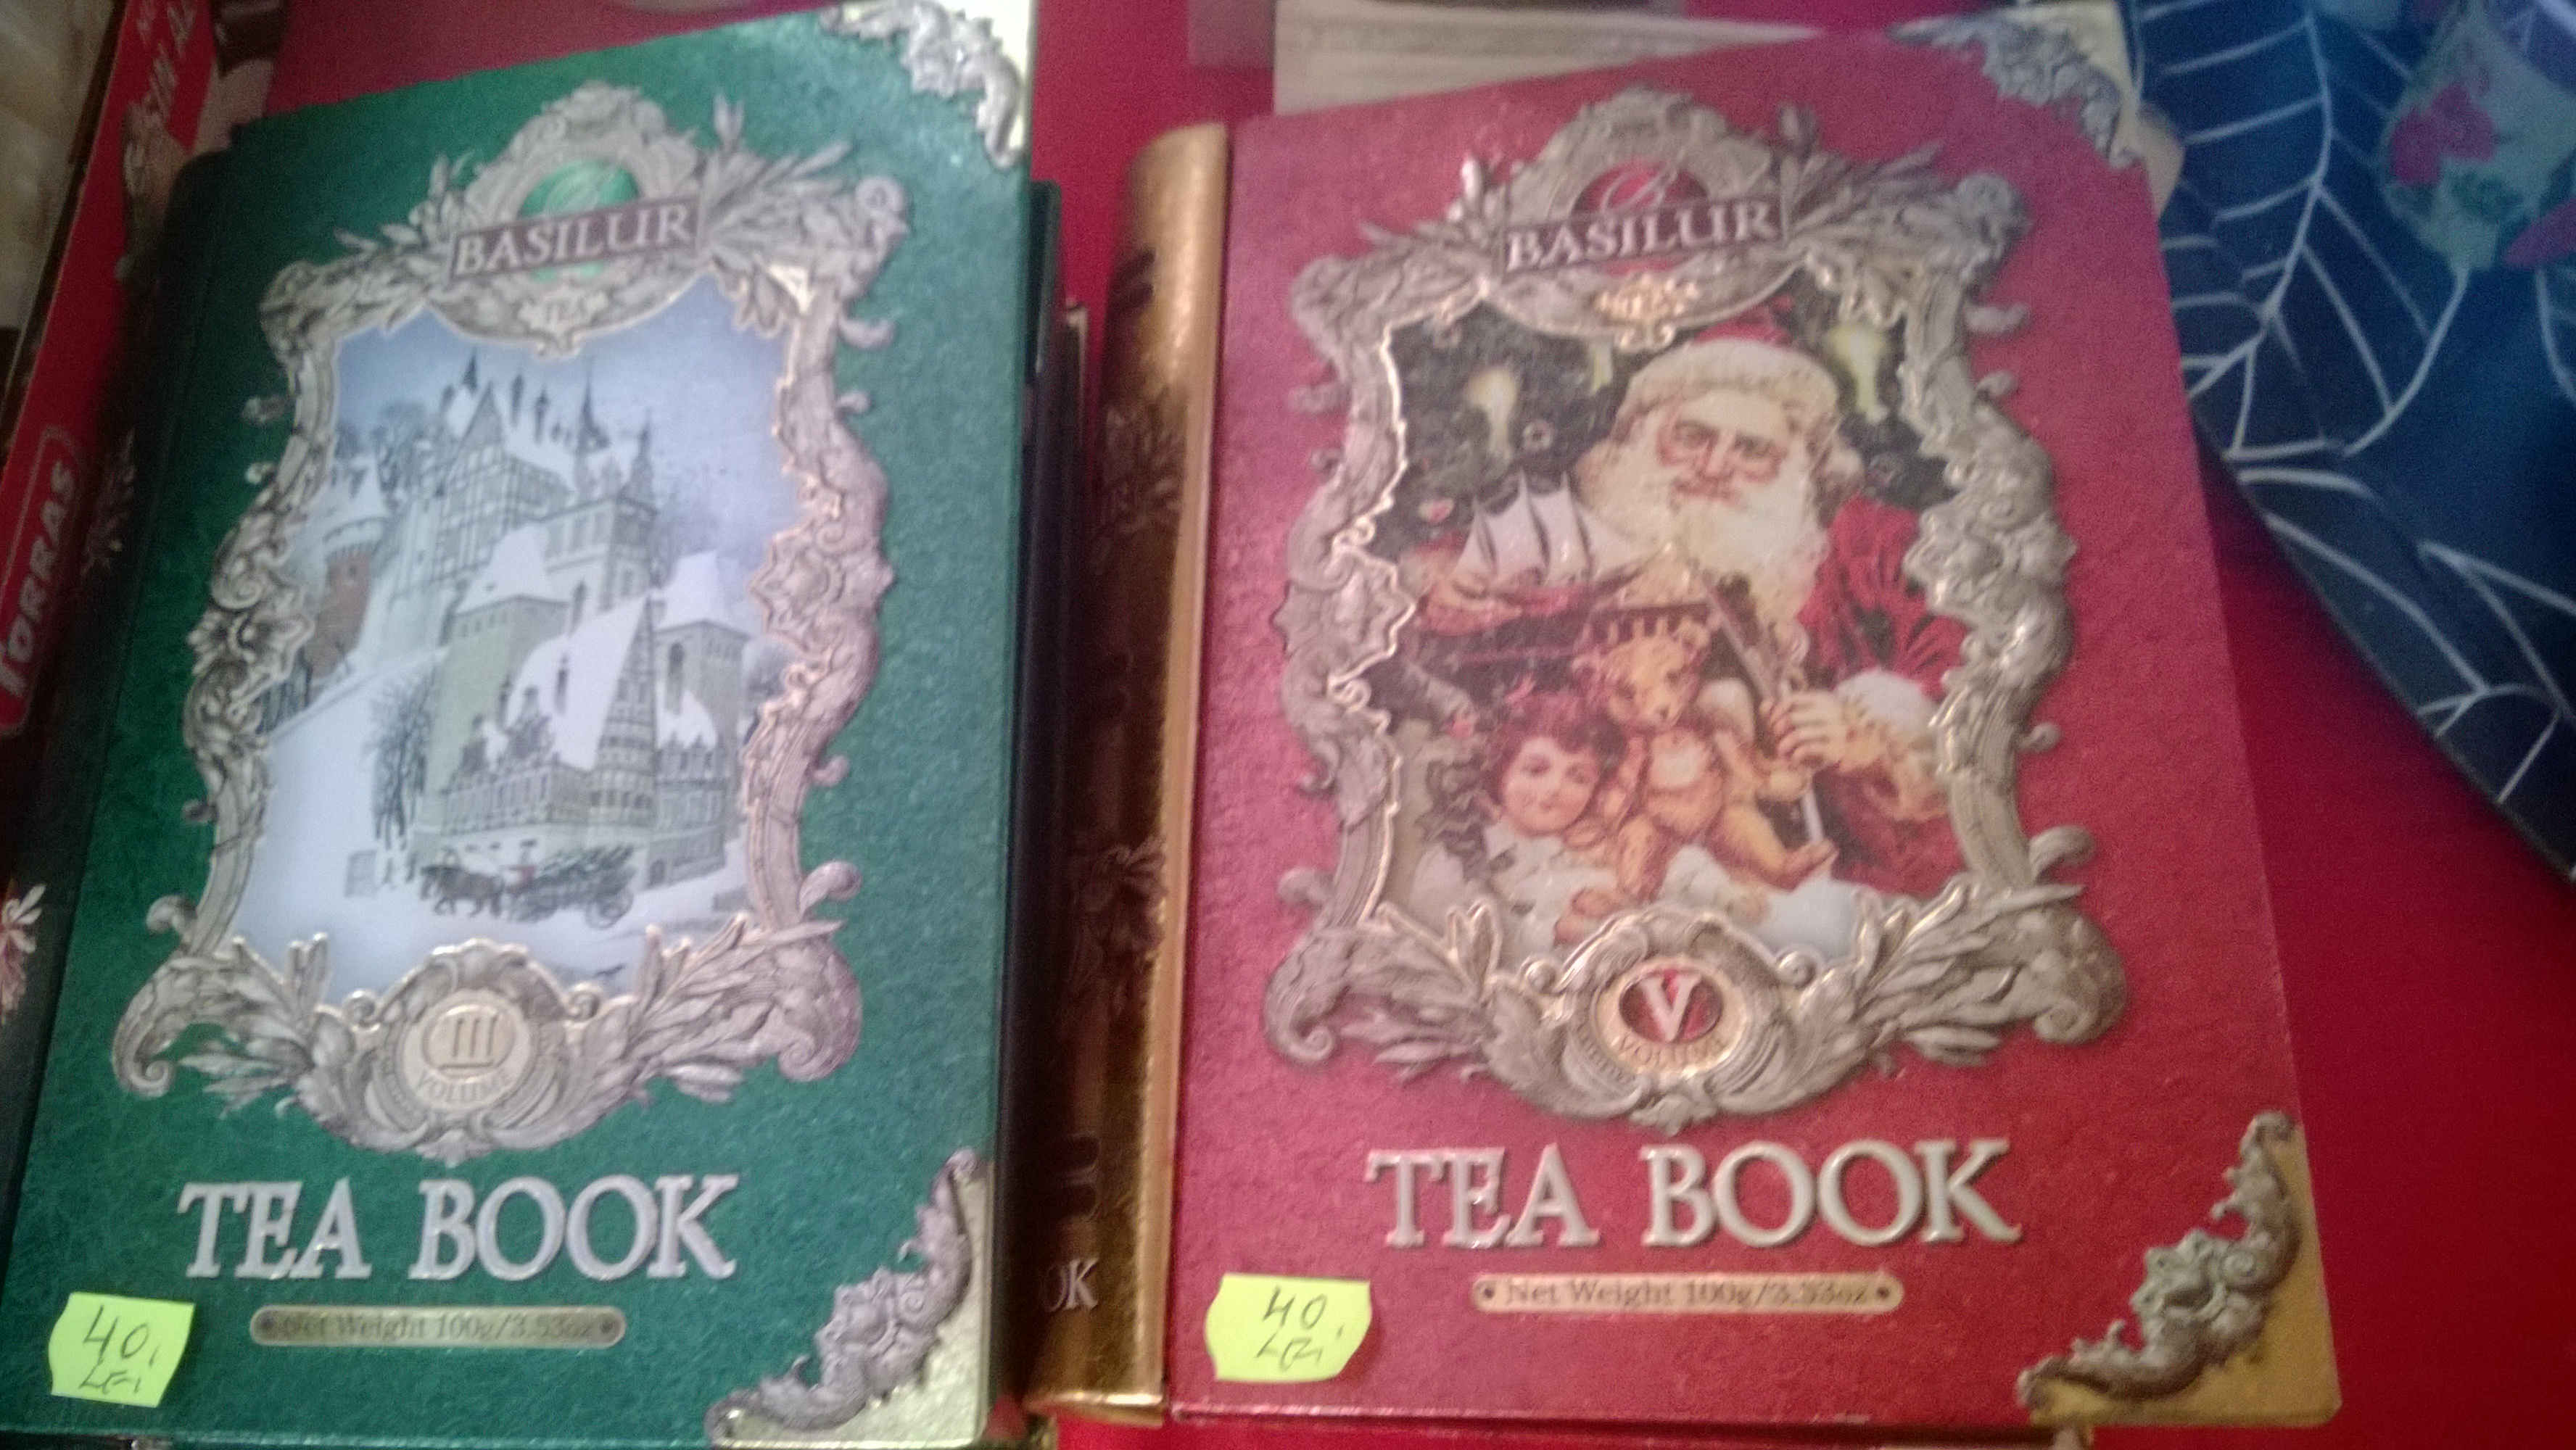 BASILUR
TEA
III
VOLUME
TEA BOOK
Net Weight 100g/3.53oz
40
LEI
TORRAS
OK
BASILUR
V
VOLUME
TEA BOOK
Net Weight 100g/3.53oz
40
LEI